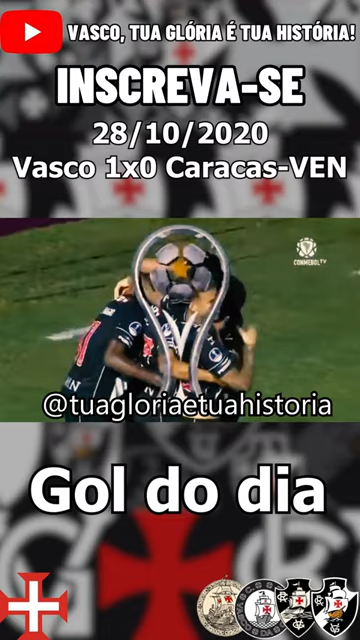 VASCO, TUA GLÓRIA É TUA HISTÓRIA!
INSCREVA-SE
28/10/2020
Vasco 1x0 Caracas-VEN
CONMEBOL TV
@tuagloriaetuahistoria
Gol do dia